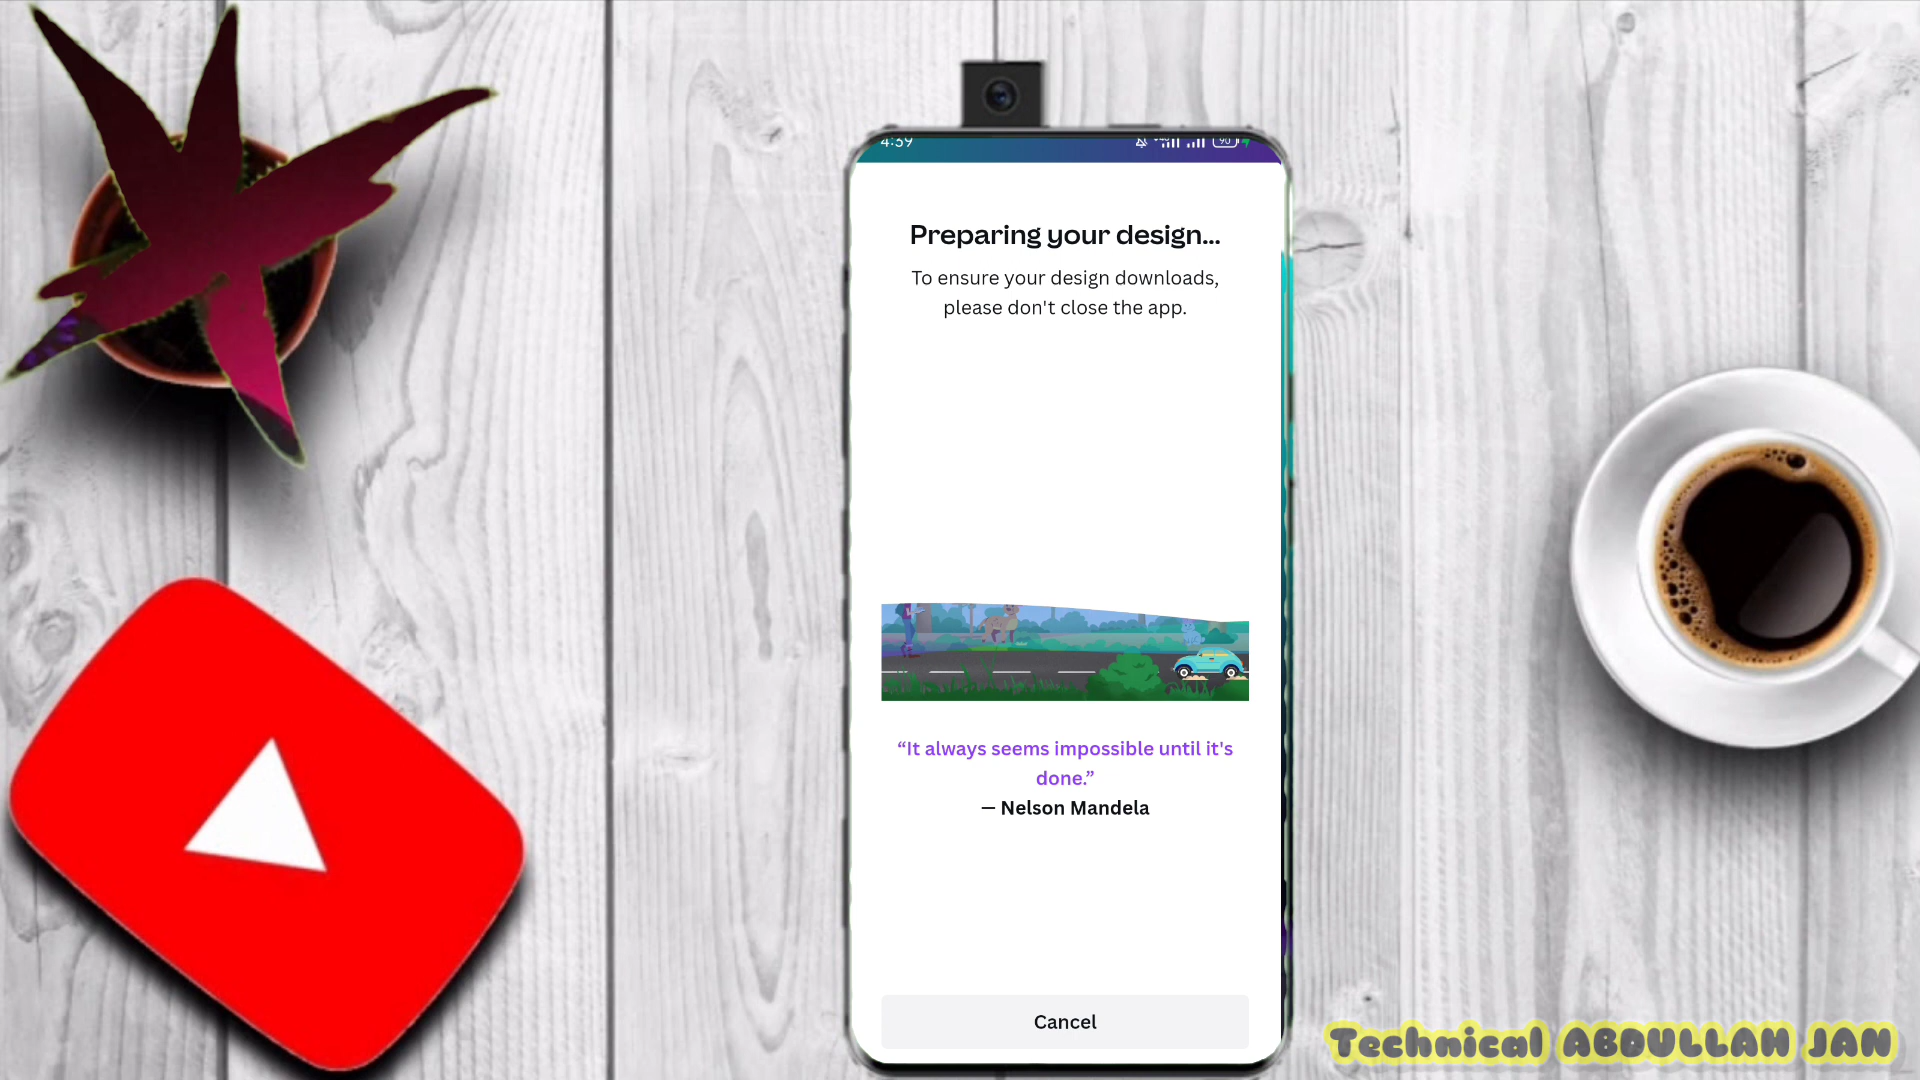 4:39
90
Preparing your design...
To ensure your design downloads,
please don't close the app.
“It always seems impossible until it's
done.”
— Nelson Mandela
Cancel
Technical ABDULLAH JAN